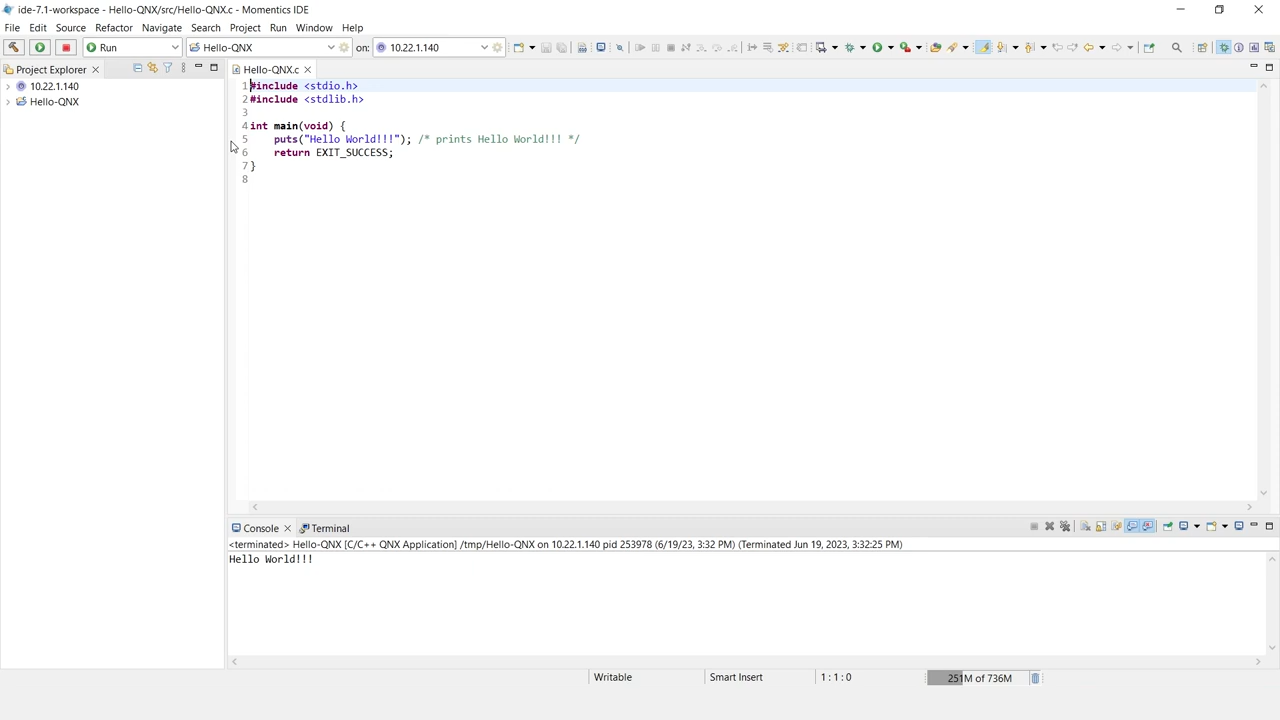 ide-7.1-workspace - Hello-QNX/src/Hello-QNX.c - Momentics IDE
File Edit Source Refactor Navigate Search Project Run Window Help
Run Hello-QNX on: 10.22.1.140
Project Explorer
10.22.1.140
Hello-QNX
Hello-QNX.c
1 #include <stdio.h>
2 #include <stdlib.h>
3
4 int main(void) {
5 puts("Hello World!!!"); /* prints Hello World!!! */
6 return EXIT_SUCCESS;
7 }
8
Console Terminal
<terminated> Hello-QNX [C/C++ QNX Application] /tmp/Hello-QNX on 10.22.1.140 pid 253978 (6/19/23, 3:32 PM) (Terminated Jun 19, 2023, 3:32:25 PM)
Hello World!!!
Writable Smart Insert 1 : 1 : 0 251M of 736M